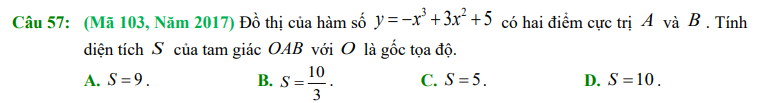 Câu 57: (Mã 103, Năm 2017) Đồ thị của hàm số y = −x³ + 3x² + 5 có hai điểm cực trị A và B . Tính
diện tích S của tam giác OAB với O là gốc tọa độ.
A. S = 9 . B. S = 10/3 . C. S = 5 . D. S = 10 .